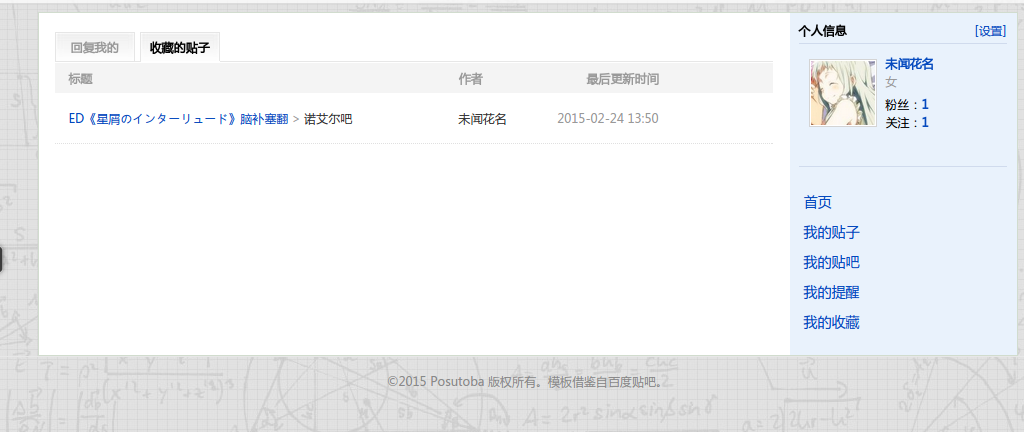 回复我的 收藏的贴子
标题 作者 最后更新时间
ED《星屑のインターリュード》脑补塞翻 > 诺艾尔吧 未闻花名 2015-02-24 13:50
个人信息 [设置]
未闻花名
女
粉丝：1
关注：1
首页
我的贴子
我的贴吧
我的提醒
我的收藏
©2015 Posutoba 版权所有。模板借鉴自百度贴吧。